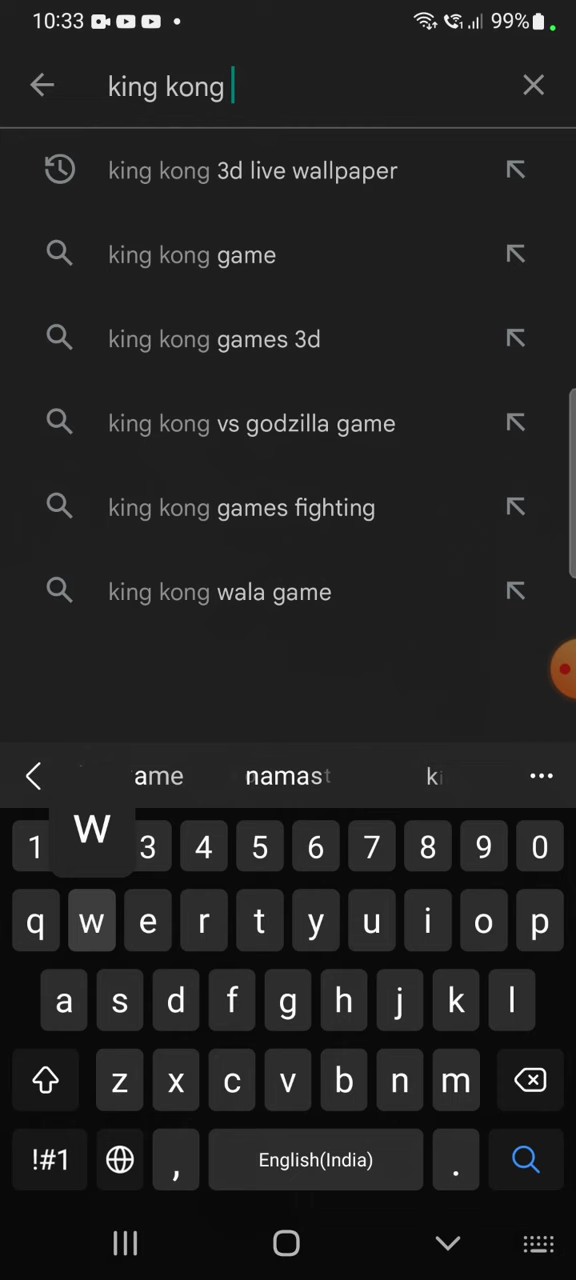 10:33 99%
king kong
king kong 3d live wallpaper
king kong game
king kong games 3d
king kong vs godzilla game
king kong games fighting
king kong wala game
ame namast ki
w
1 3 4 5 6 7 8 9 0
q w e r t y u i o p
a s d f g h j k l
z x c v b n m
!#1 , English(India) .